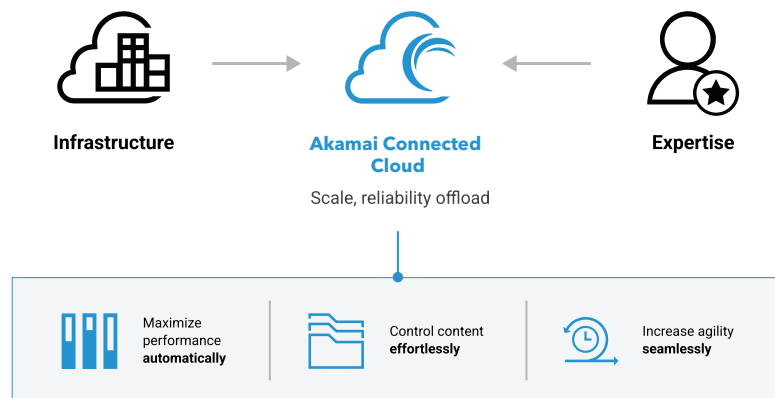 Infrastructure
Akamai Connected
Cloud
Scale, reliability offload
Expertise
Maximize
performance
automatically
Control content
effortlessly
Increase agility
seamlessly